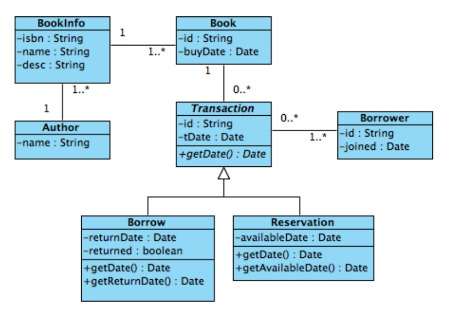 BookInfo
-isbn : String
-name : String
-desc : String
1
1..*
Book
-id : String
-buyDate : Date
1
0..*
1..*
1
Author
-name : String
Transaction
-id : String
-tDate : Date
+getDate() : Date
0..*
1..*
Borrower
-id : String
-joined : Date
Borrow
-returnDate : Date
-returned : boolean
+getDate() : Date
+getReturnDate() : Date
Reservation
-availableDate : Date
+getDate() : Date
+getAvailableDate() : Date